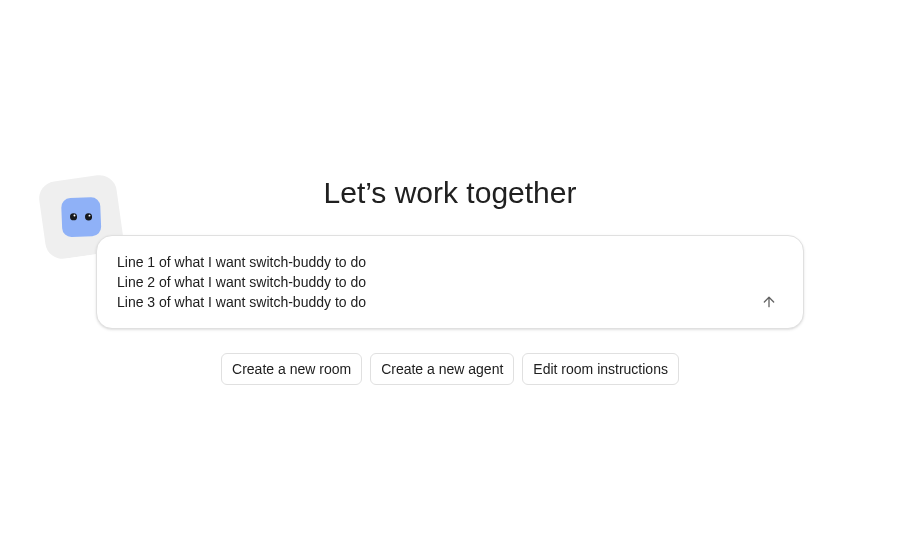 Let’s work together
Line 1 of what I want switch-buddy to do
Line 2 of what I want switch-buddy to do
Line 3 of what I want switch-buddy to do
Create a new room
Create a new agent
Edit room instructions